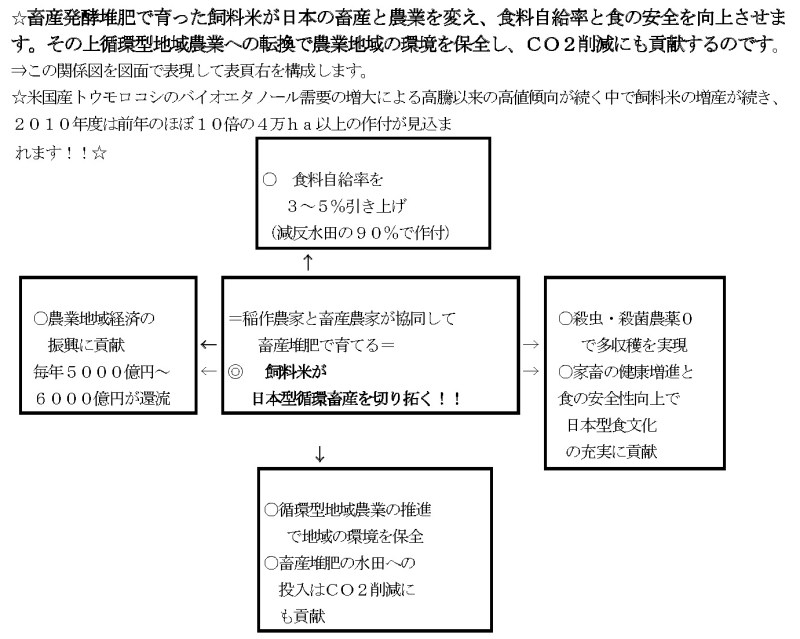 ☆畜産発酵堆肥で育った飼料米が日本の畜産と農業を変え、食料自給率と食の安全を向上させま
す。その上循環型地域農業への転換で農業地域の環境を保全し、ＣＯ２削減にも貢献するのです。
⇒この関係図を図面で表現して表頁右を構成します。
☆米国産トウモロコシのバイオエタノール需要の増大による高騰以来の高値傾向が続く中で飼料米の増産が続き、
２０１０年度は前年のほぼ１０倍の４万ｈａ以上の作付が見込ま
れます！！☆
○　食料自給率を
３～５％引き上げ
（減反水田の９０％で作付）
↑
○農業地域経済の
振興に貢献
毎年５０００億円～
６０００億円が還流
←
←
＝稲作農家と畜産農家が協同して
畜産堆肥で育てる＝
◎　飼料米が
日本型循環畜産を切り拓く！！
→
→
○殺虫・殺菌農薬０
で多収穫を実現
○家畜の健康増進と
食の安全性向上で
日本型食文化
の充実に貢献
↓
○循環型地域農業の推進
で地域の環境を保全
○畜産堆肥の水田への
投入はＣＯ２削減に
も貢献